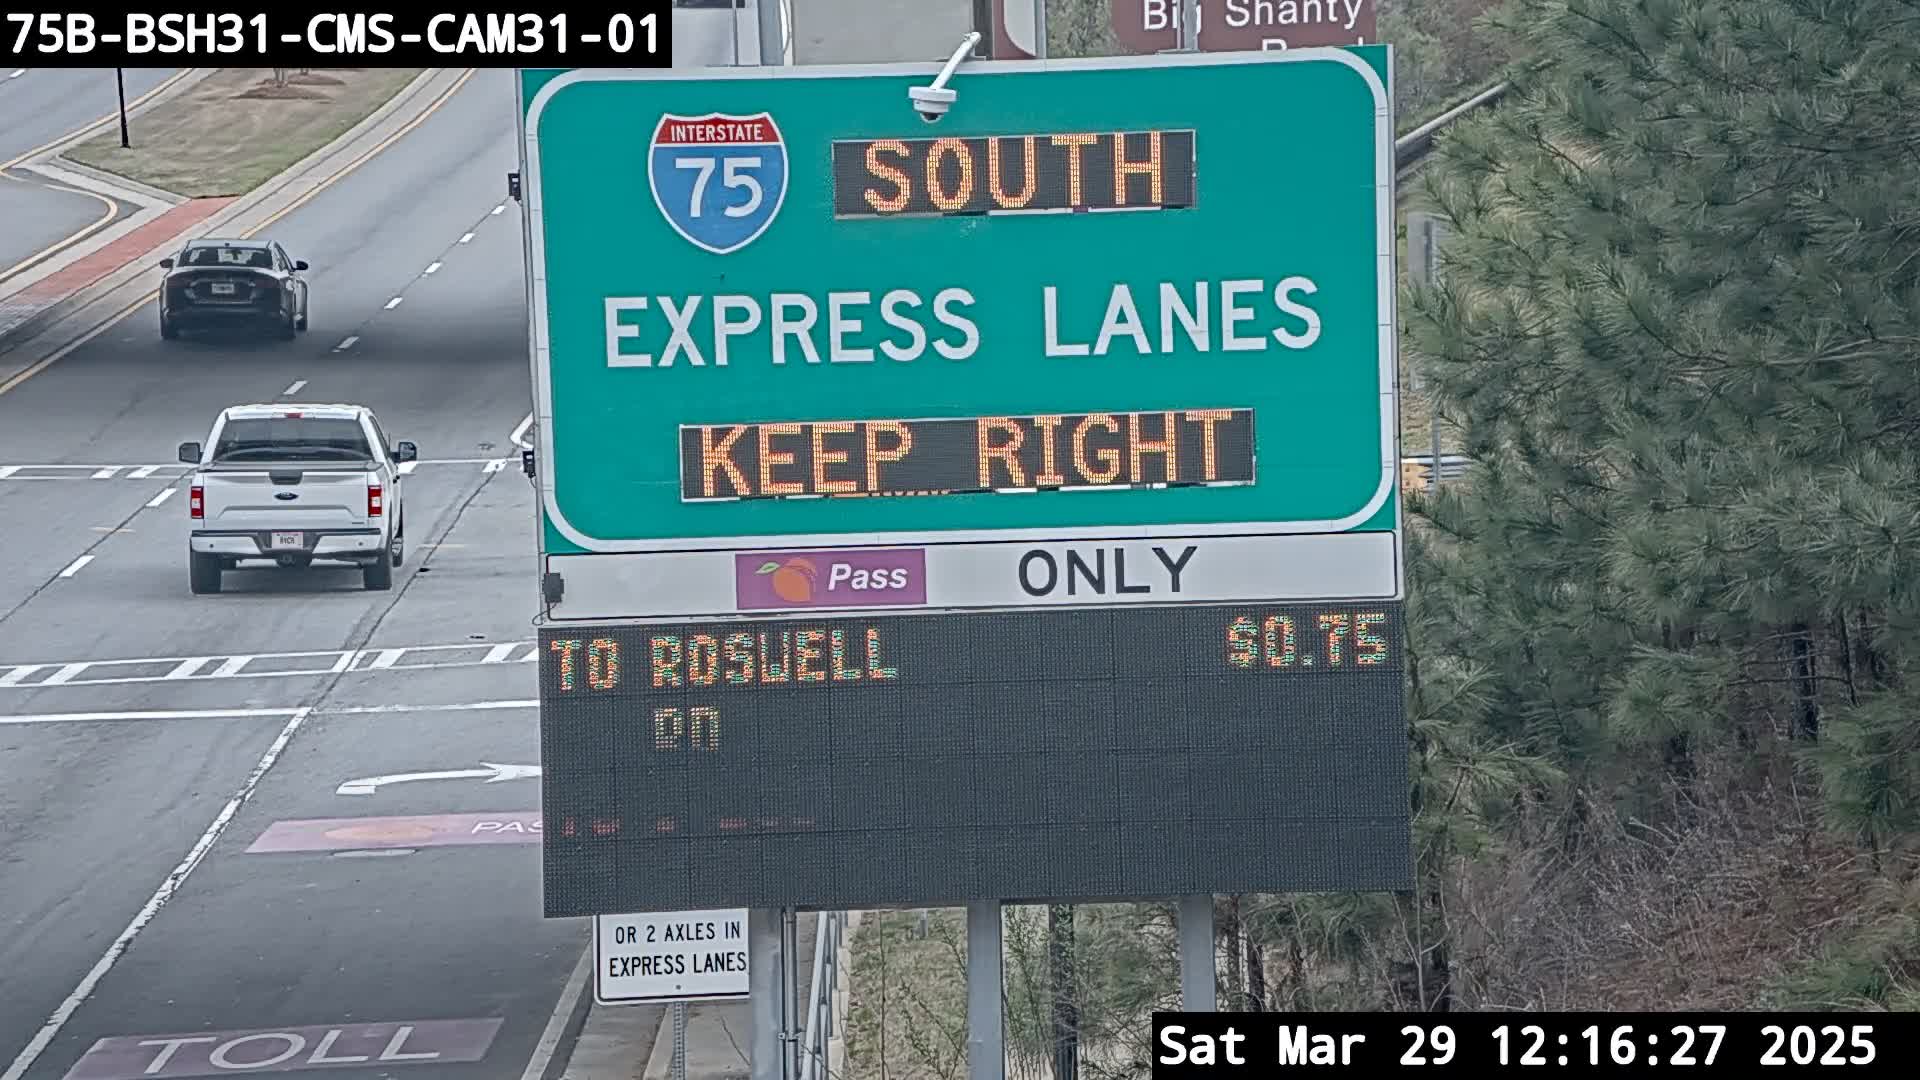 75B-BSH31-CMS-CAM31-01
Big Shanty
INTERSTATE
75
SOUTH
EXPRESS LANES
KEEP RIGHT
Pass
ONLY
TO ROSWELL $0.75
OR 2 AXLES IN
EXPRESS LANES
TOLL
Sat Mar 29 12:16:27 2025